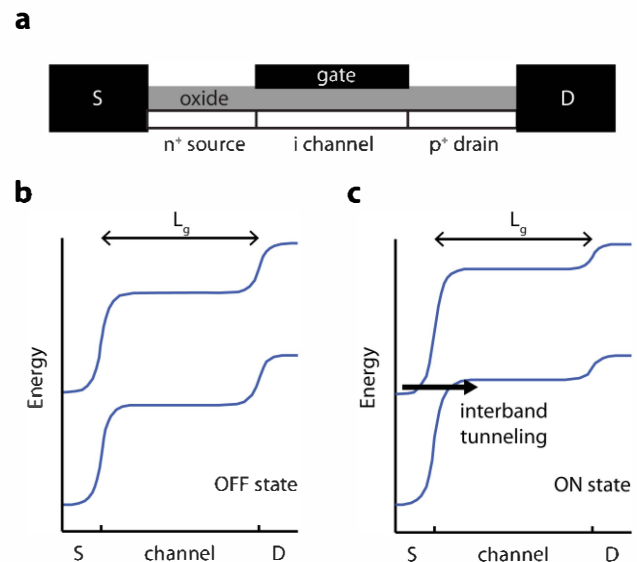 a
gate
S
oxide
D
n⁺ source
i channel
p⁺ drain
b
c
L_g
L_g
Energy
OFF state
S
channel
D
Energy
interband
tunneling
ON state
S
channel
D